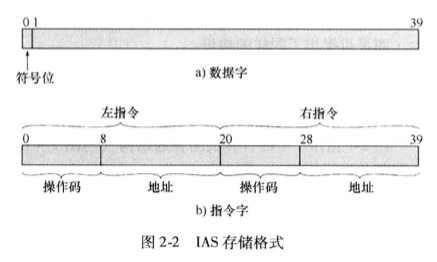 0 1 39
符号位
a) 数据字
左指令 右指令
0 8 20 28 39
操作码 地址 操作码 地址
b) 指令字
图 2-2 IAS 存储格式